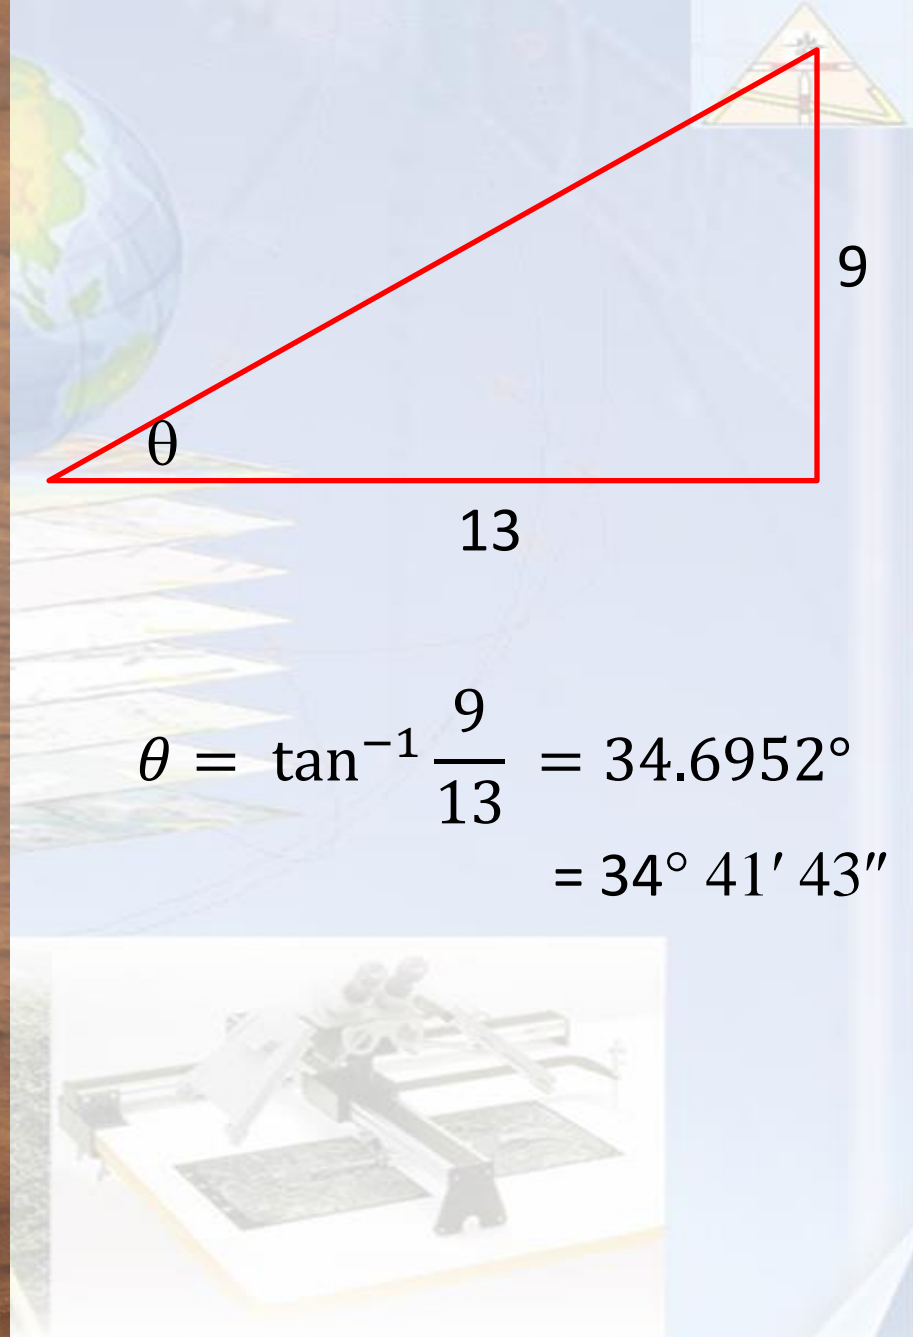 9
θ
13
θ = tan⁻¹ 9/13 = 34.6952°
= 34° 41′ 43″